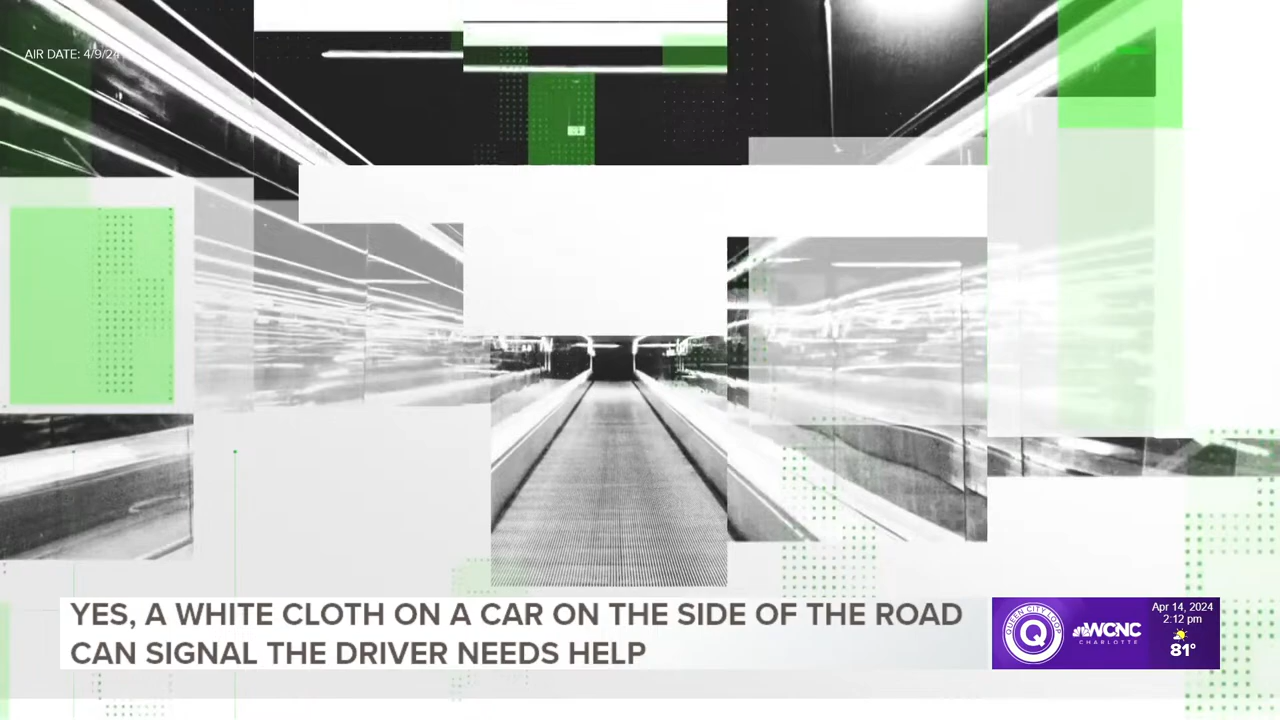 AIR DATE: 4/9/24
YES, A WHITE CLOTH ON A CAR ON THE SIDE OF THE ROAD
CAN SIGNAL THE DRIVER NEEDS HELP
QUEEN CITY LOOP
Q
WCNC
CHARLOTTE
Apr 14, 2024
2:12 pm
81°